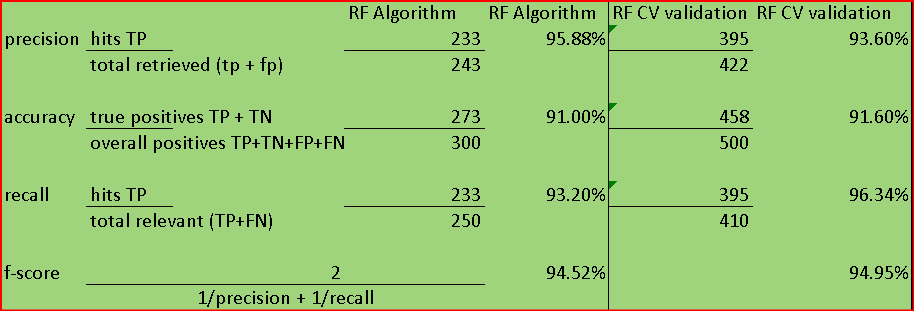 RF Algorithm RF Algorithm RF CV validation RF CV validation
precision hits TP 233 95.88% 395 93.60%
total retrieved (tp + fp) 243 422
accuracy true positives TP + TN 273 91.00% 458 91.60%
overall positives TP+TN+FP+FN 300 500
recall hits TP 233 93.20% 395 96.34%
total relevant (TP+FN) 250 410
f-score 2 94.52% 94.95%
1/precision + 1/recall